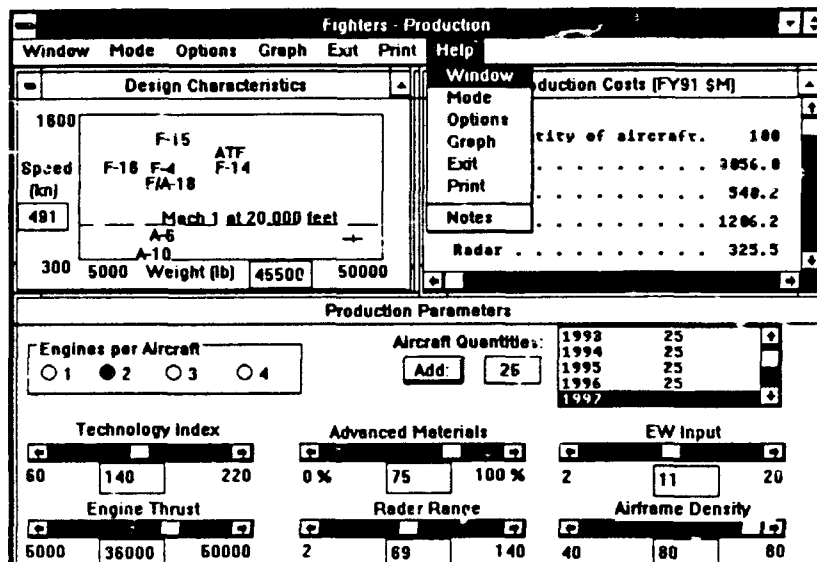 Fighters - Production
Window Mode Options Graph Exit Print Help
Window
Mode
Options
Graph
Exit
Print
Notes
Design Characteristics
1600
Speed
(kn)
491
F-15
ATF
F-16 F-4 F-14
F/A-18
Mach 1 at 20,000 feet
A-6
A-10
300 5000 Weight (lb) 45500 50000
duction Costs (FY91 $M)
tity of aircraft. 100
. . . . . . . . . 3056.0
. . . . . . . . . 540.2
. . . . . . . . . 1206.2
Radar . . . . . . . . . 325.5
Production Parameters
Engines per Aircraft
1 2 3 4
Aircraft Quantities:
Add: 25
1993 25
1994 25
1995 25
1996 25
1997
Technology Index
60 140 220
Advanced Materials
0 % 75 100 %
EW Input
2 11 20
Engine Thrust
5000 36000 50000
Radar Range
2 69 140
Airframe Density
40 80 80